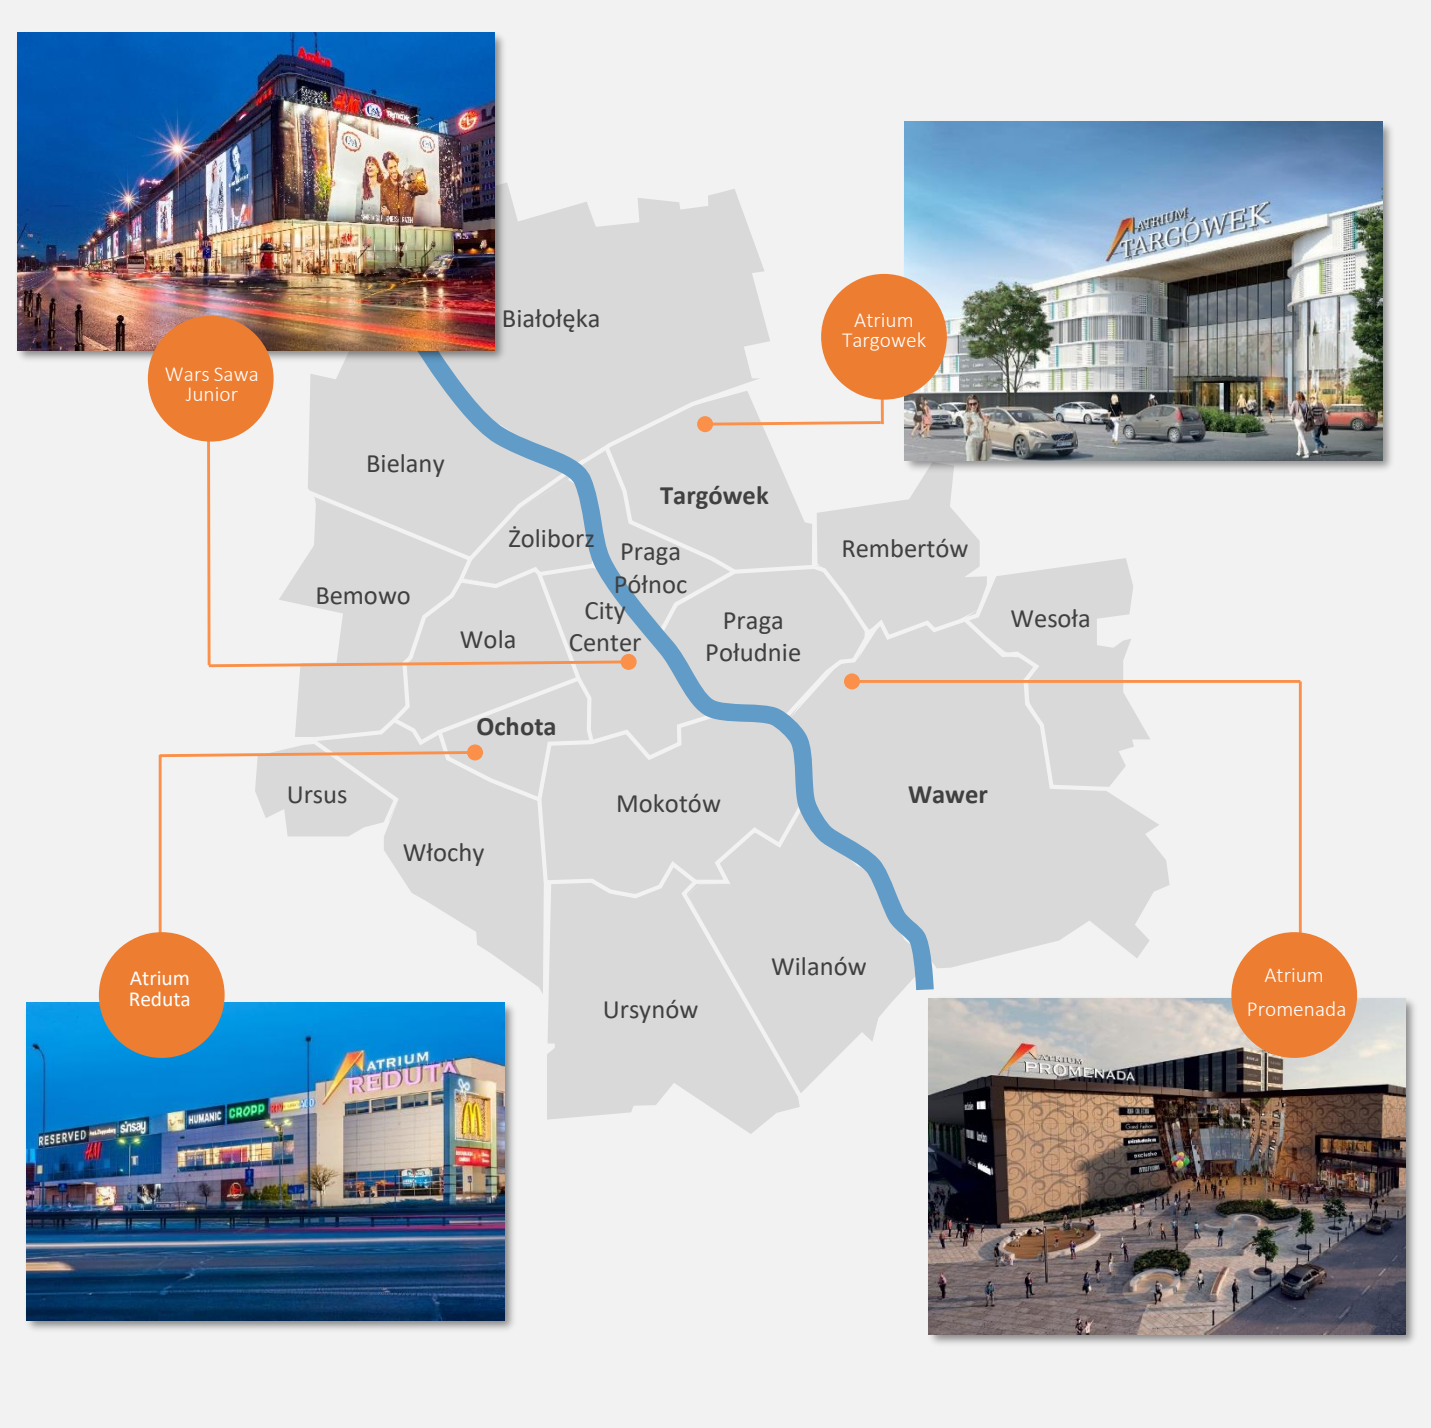 Amica
H&M
C&A
C&A
C&A
Białołęka
ATRIUM
TARGÓWEK
Atrium
Targowek
Wars Sawa
Junior
Bielany
Targówek
Żoliborz
Praga
Północ
Rembertów
Bemowo
City
Center
Praga
Południe
Wesoła
Wola
Ochota
Ursus
Mokotów
Wawer
Włochy
Wilanów
Ursynów
Atrium
Reduta
Atrium
Promenada
ATRIUM
REDUTA
RESERVED
H&M
sinsay
HUMANIC
CROPP
ATRIUM
PROMENADA